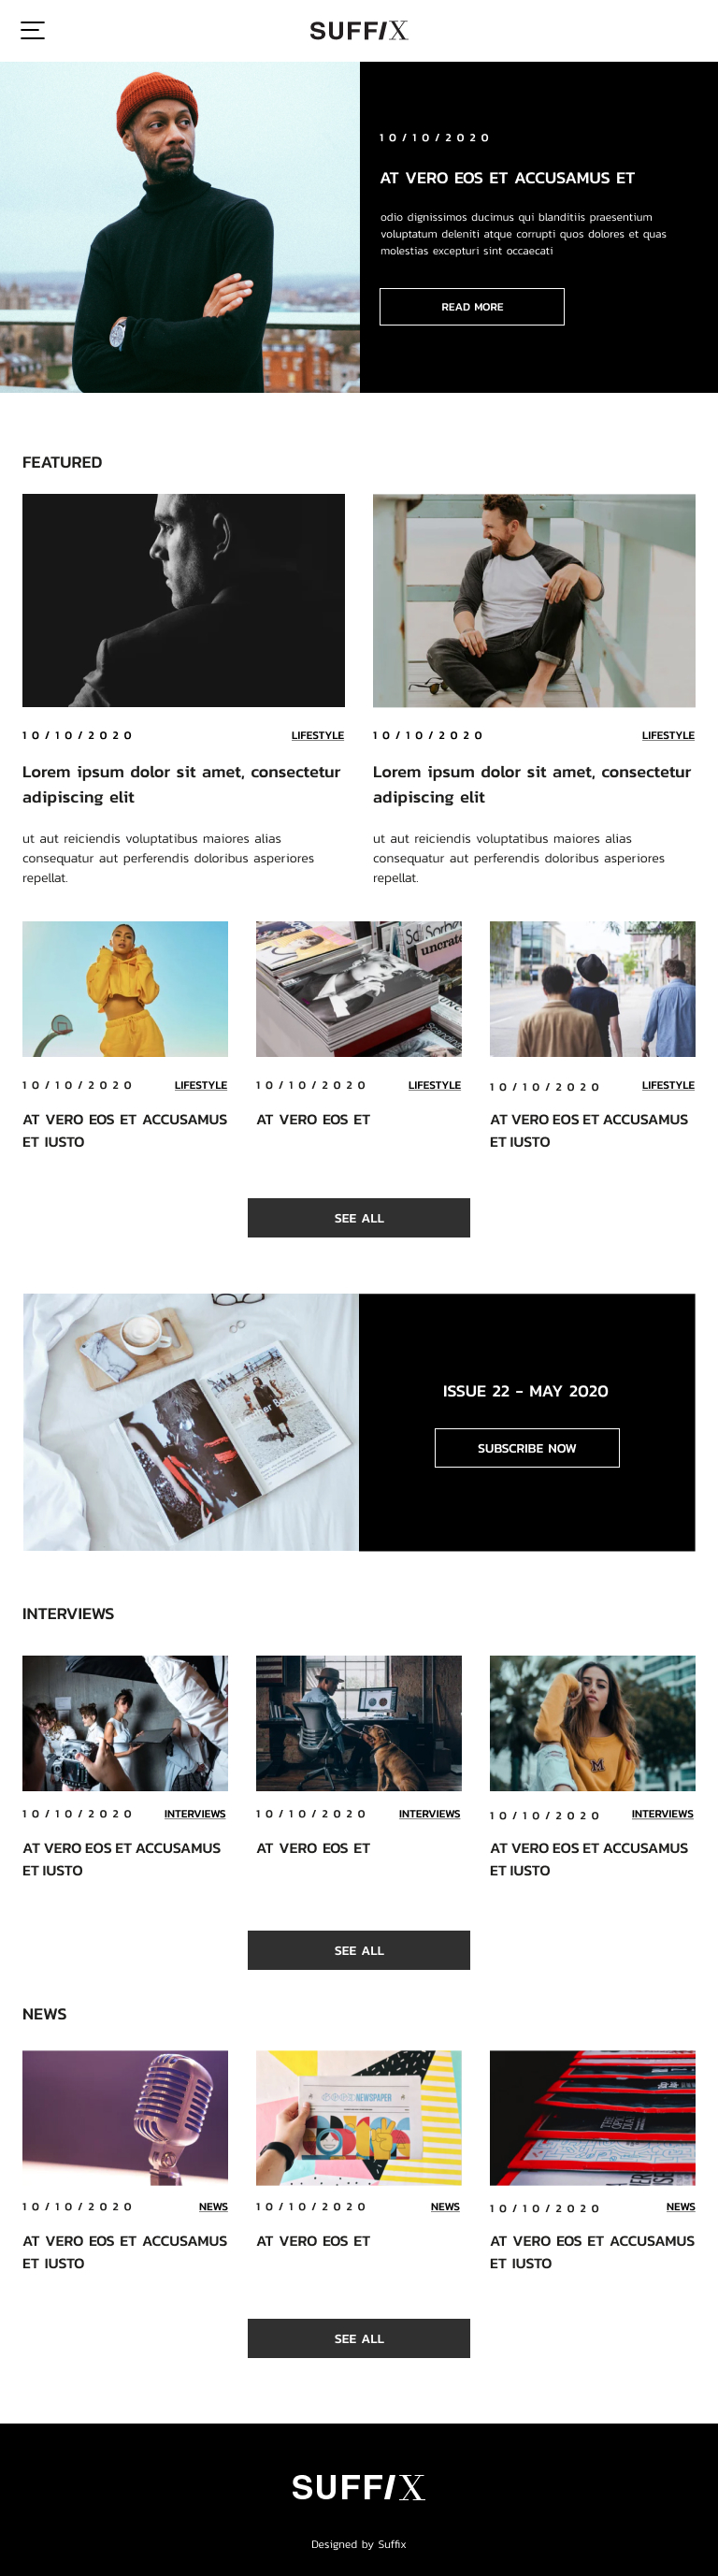 SUFFIX
10/10/2020
AT VERO EOS ET ACCUSAMUS ET
odio dignissimos ducimus qui blanditiis praesentium
voluptatum deleniti atque corrupti quos dolores et quas
molestias excepturi sint occaecati
READ MORE
FEATURED
10/10/2020 LIFESTYLE
Lorem ipsum dolor sit amet, consectetur
adipiscing elit
ut aut reiciendis voluptatibus maiores alias
consequatur aut perferendis doloribus asperiores
repellat.
10/10/2020 LIFESTYLE
Lorem ipsum dolor sit amet, consectetur
adipiscing elit
ut aut reiciendis voluptatibus maiores alias
consequatur aut perferendis doloribus asperiores
repellat.
Sorbet
uncrate
10/10/2020 LIFESTYLE
AT VERO EOS ET ACCUSAMUS
ET IUSTO
10/10/2020 LIFESTYLE
AT VERO EOS ET
10/10/2020 LIFESTYLE
AT VERO EOS ET ACCUSAMUS
ET IUSTO
SEE ALL
ISSUE 22 - MAY 2020
SUBSCRIBE NOW
INTERVIEWS
10/10/2020 INTERVIEWS
AT VERO EOS ET ACCUSAMUS
ET IUSTO
10/10/2020 INTERVIEWS
AT VERO EOS ET
M
10/10/2020 INTERVIEWS
AT VERO EOS ET ACCUSAMUS
ET IUSTO
SEE ALL
NEWS
10/10/2020 NEWS
AT VERO EOS ET ACCUSAMUS
ET IUSTO
NEWSPAPER
10/10/2020 NEWS
AT VERO EOS ET
10/10/2020 NEWS
AT VERO EOS ET ACCUSAMUS
ET IUSTO
SEE ALL
SUFFIX
Designed by Suffix